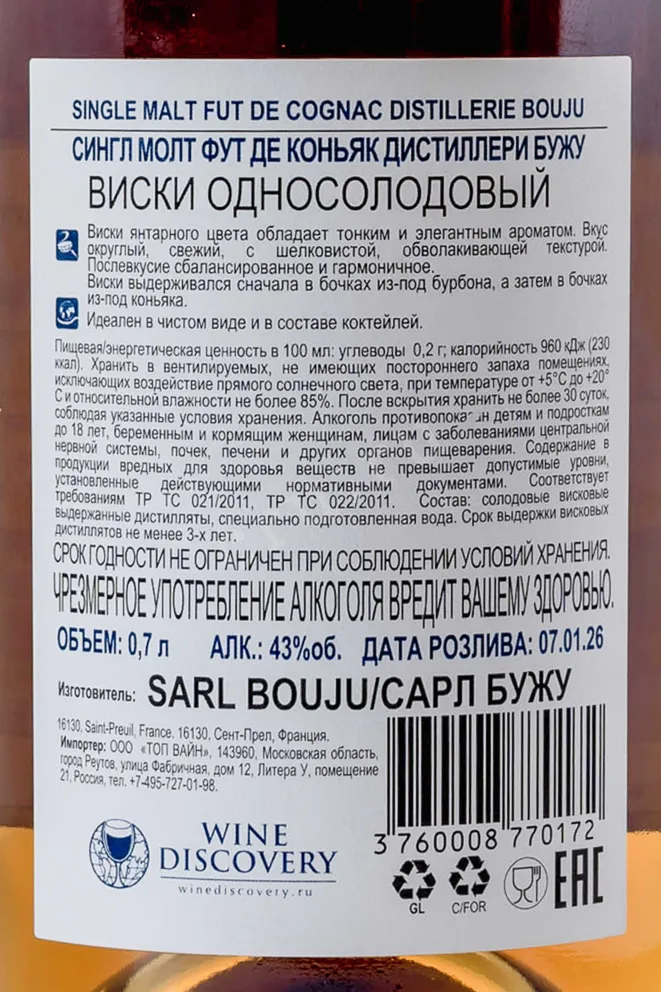 SINGLE MALT FUT DE COGNAC DISTILLERIE BOUJU
СИНГЛ МОЛТ ФУТ ДЕ КОНЬЯК ДИСТИЛЛЕРИ БУЖУ
ВИСКИ ОДНОСОЛОДОВЫЙ
Виски янтарного цвета обладает тонким и элегантным ароматом. Вкус
округлый, свежий, с шелковистой, обволакивающей текстурой.
Послевкусие сбалансированное и гармоничное.
Виски выдерживался сначала в бочках из-под бурбона, а затем в бочках
из-под коньяка.
Идеален в чистом виде и в составе коктейлей.
Пищевая/энергетическая ценность в 100 мл: углеводы 0,2 г; калорийность 960 кДж (230
ккал). Хранить в вентилируемых, не имеющих постороннего запаха помещениях,
исключающих воздействие прямого солнечного света, при температуре от +5°С до +20°
С и относительной влажности не более 85%. После вскрытия хранить не более 30 суток,
соблюдая указанные условия хранения. Алкоголь детям и подросткам
до 18 лет, беременным и кормящим женщинам, лицам с заболеваниями центральной
нервной системы, почек, печени и других органов пищеварения. Содержание в
продукции вредных для здоровья веществ не превышает допустимые уровни,
установленные действующими нормативными документами. Соответствует
требованиям ТР ТС 021/2011, ТР ТС 022/2011. Состав: солодовые висковые
выдержанные дистилляты, специально подготовленная вода. Срок выдержки висковых
дистиллятов не менее 3-х лет.
СРОК ГОДНОСТИ НЕ ОГРАНИЧЕН ПРИ СОБЛЮДЕНИИ УСЛОВИЙ ХРАНЕНИЯ.
ЧРЕЗМЕРНОЕ УПОТРЕБЛЕНИЕ АЛКОГОЛЯ ВРЕДИТ ВАШЕМУ ЗДОРОВЬЮ.
ОБЪЕМ: 0,7 л АЛК.: 43%об. ДАТА РОЗЛИВА: 07.01.26
Изготовитель: SARL BOUJU/САРЛ БУЖУ
16130, Saint-Preuil, France. 16130, Сент-Прел, Франция.
Импортер: ООО «ТОП ВАЙН», 143960, Московская область,
город Реутов, улица Фабричная, дом 12, Литера У, помещение
21, Россия, тел. +7-495-727-01-98.
WINE
DISCOVERY
winediscovery.ru
3 760008 770172
GL C/FOR EAC